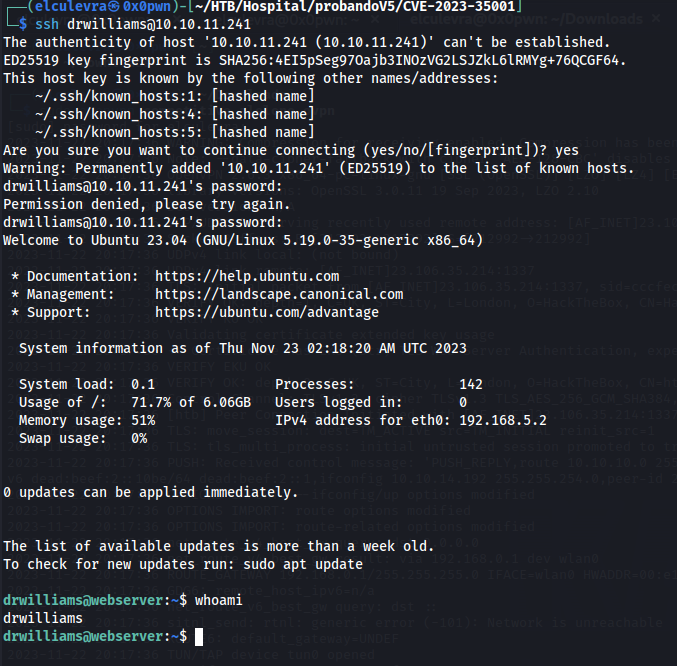 ┌──(elculevra㉿0x0pwn)-[~/HTB/Hospital/probandoV5/CVE-2023-35001]
└─$ ssh drwilliams@10.10.11.241
The authenticity of host '10.10.11.241 (10.10.11.241)' can't be established.
ED25519 key fingerprint is SHA256:4EI5pSeg97Oajb3INOzVG2LSJZkL6lRMYg+76QCGF64.
This host key is known by the following other names/addresses:
    ~/.ssh/known_hosts:1: [hashed name]
    ~/.ssh/known_hosts:4: [hashed name]
    ~/.ssh/known_hosts:5: [hashed name]
Are you sure you want to continue connecting (yes/no/[fingerprint])? yes
Warning: Permanently added '10.10.11.241' (ED25519) to the list of known hosts.
drwilliams@10.10.11.241's password:
Permission denied, please try again.
drwilliams@10.10.11.241's password:
Welcome to Ubuntu 23.04 (GNU/Linux 5.19.0-35-generic x86_64)
 * Documentation:  https://help.ubuntu.com
 * Management:     https://landscape.canonical.com
 * Support:        https://ubuntu.com/advantage
  System information as of Thu Nov 23 02:18:20 AM UTC 2023
  System load:  0.1               Processes:             142
  Usage of /:   71.7% of 6.06GB   Users logged in:       0
  Memory usage: 51%               IPv4 address for eth0: 192.168.5.2
  Swap usage:   0%
0 updates can be applied immediately.
The list of available updates is more than a week old.
To check for new updates run: sudo apt update
drwilliams@webserver:~$ whoami
drwilliams
drwilliams@webserver:~$